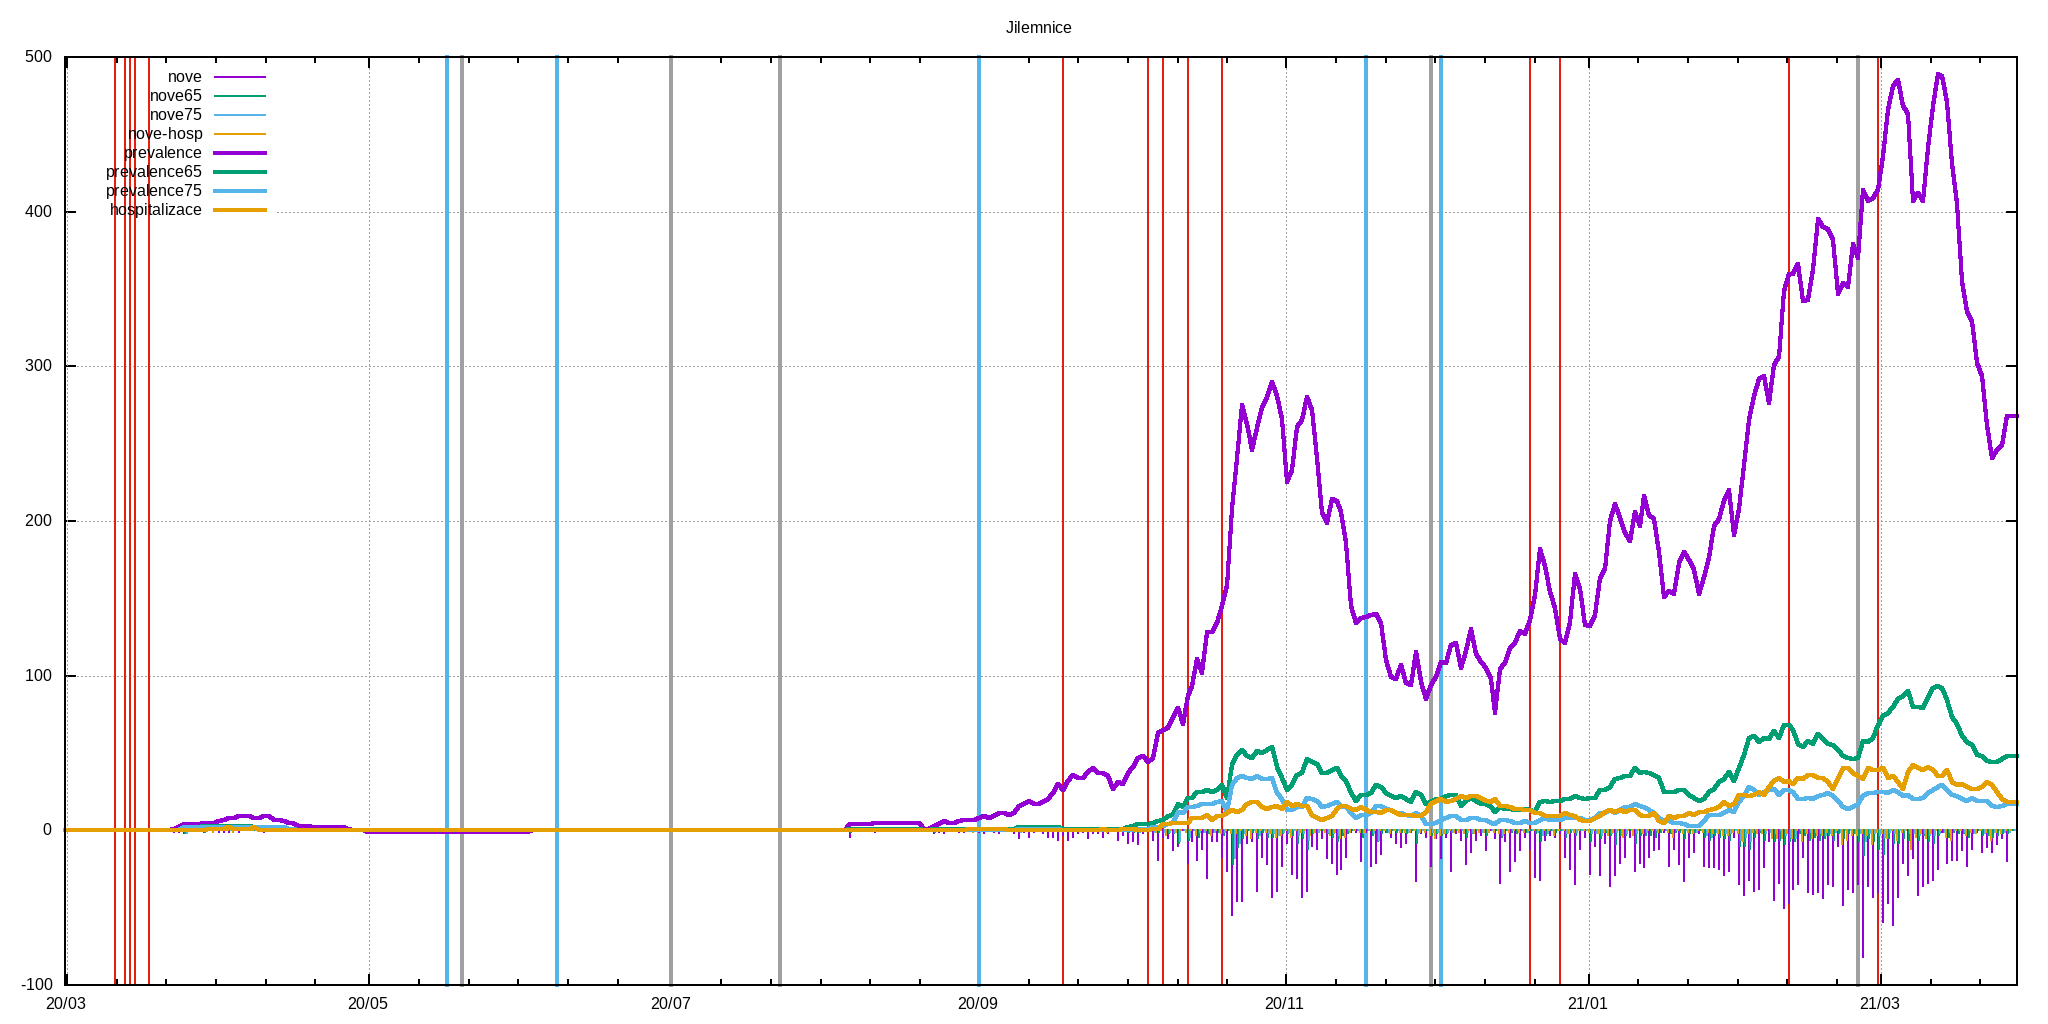 Jilemnice
500
400
300
200
100
0
-100
nove
nove65
nove75
nove-hosp
prevalence
prevalence65
prevalence75
hospitalizace
20/03 20/05 20/07 20/09 20/11 21/01 21/03